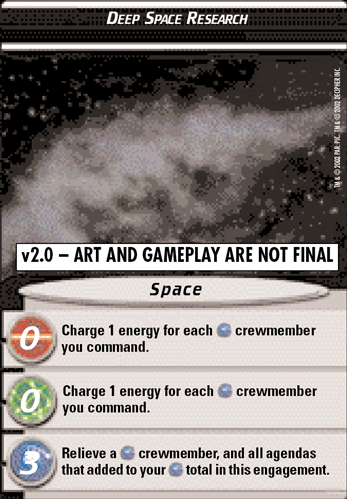 DEEP SPACE RESEARCH
TM & © 2002 PAR. PIC. TM & © 2002 DECIPHER INC.
v2.0 – ART AND GAMEPLAY ARE NOT FINAL
Space
0
Charge 1 energy for each crewmember
you command.
0
Charge 1 energy for each crewmember
you command.
3
Relieve a crewmember, and all agendas
that added to your total in this engagement.